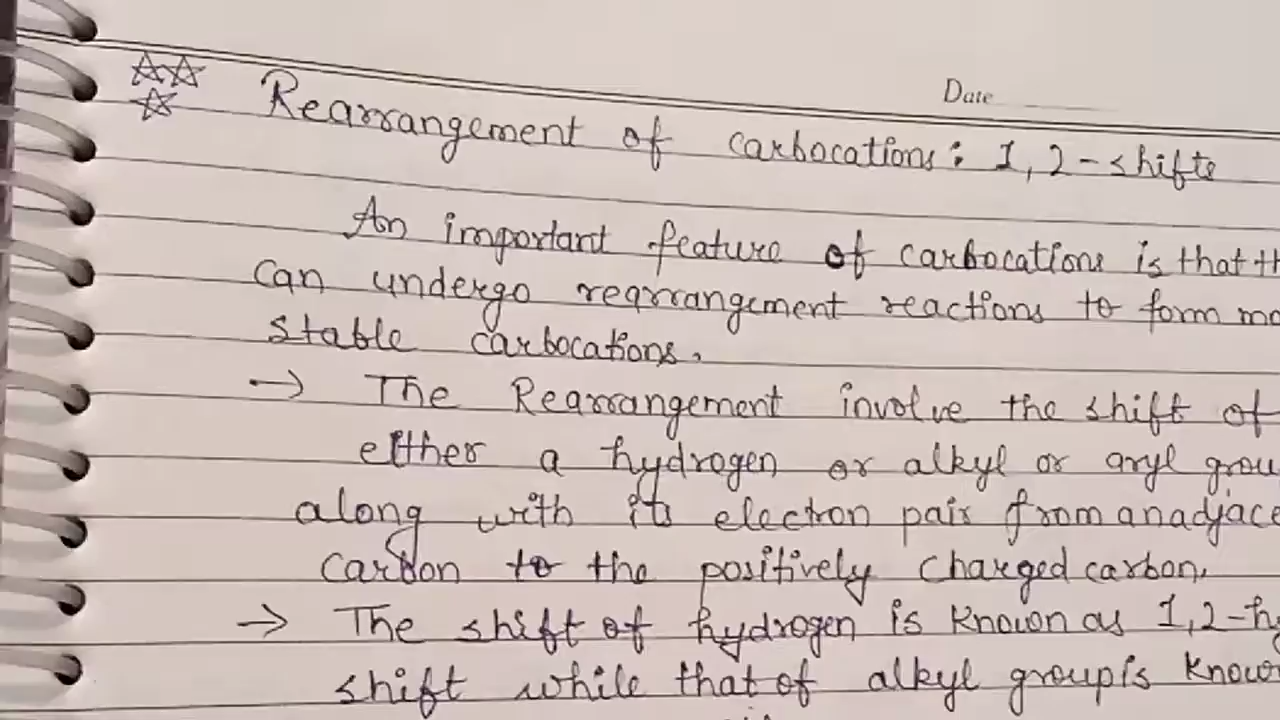 Date
Rearrangement of carbocations: 1,2-shifts
An important feature of carbocations is that th
can undergo rearrangement reactions to form mo
stable carbocations.
→ The Rearrangement involve the shift of
either a hydrogen or alkyl or aryl grou
along with its electron pair from an adjace
carbon to the positively charged carbon.
→ The shift of hydrogen is known as 1,2-hy
shift while that of alkyl group is know